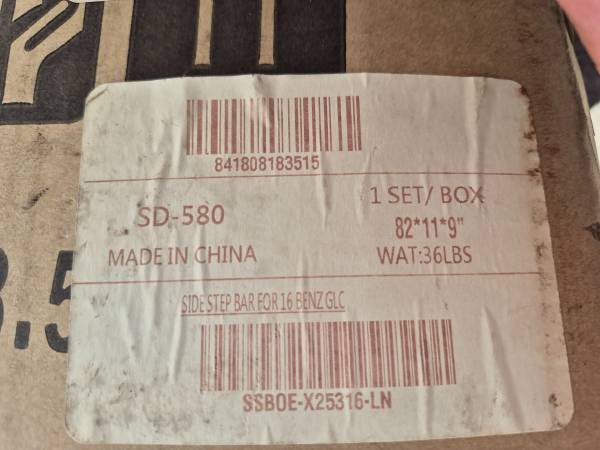 841808183515
SD-580
1 SET/ BOX
82*11*9"
MADE IN CHINA
WAT:36LBS
SIDE STEP BAR FOR 16 BENZ GLC
SSBOE-X25316-LN